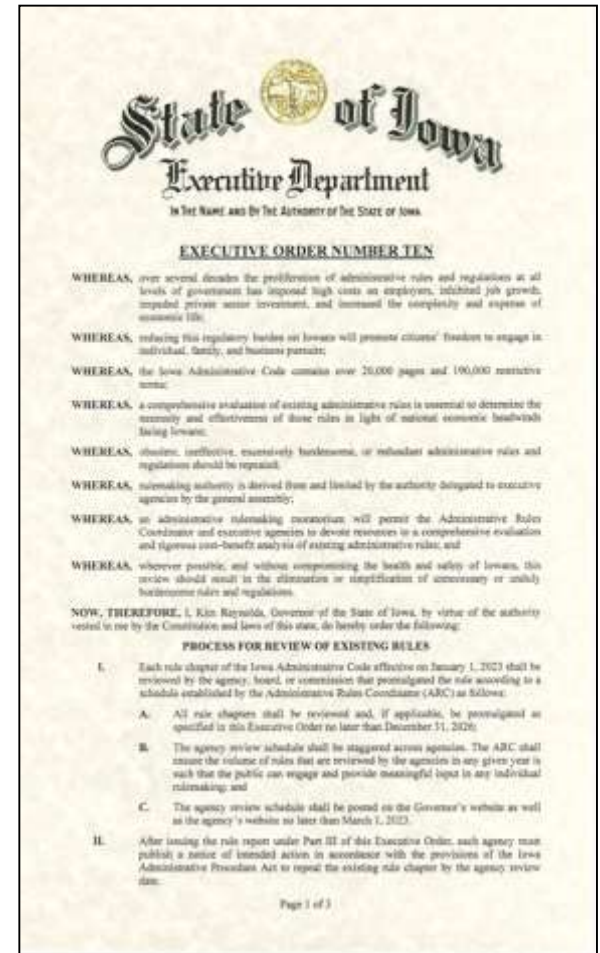 State of Iowa
Executive Department
IN THE NAME AND BY THE AUTHORITY OF THE STATE OF IOWA
EXECUTIVE ORDER NUMBER TEN
WHEREAS, over several decades the proliferation of administrative rules and regulations at all
levels of government has imposed high costs on employers, inhibited job growth,
impeded private sector investment, and increased the complexity and expense of
economic life;
WHEREAS, reducing this regulatory burden on Iowans will promote citizens' freedom to engage in
individual, family, and business pursuits;
WHEREAS, the Iowa Administrative Code contains over 20,000 pages and 190,000 restrictive
terms;
WHEREAS, a comprehensive evaluation of existing administrative rules is essential to determine the
necessity and effectiveness of those rules in light of national economic headwinds
facing Iowans;
WHEREAS, obsolete, ineffective, excessively burdensome, or redundant administrative rules and
regulations should be repealed;
WHEREAS, rulemaking authority is derived from and limited by the authority delegated to executive
agencies by the general assembly;
WHEREAS, an administrative rulemaking moratorium will permit the Administrative Rules
Coordinator and executive agencies to devote resources to a comprehensive evaluation
and rigorous cost-benefit analysis of existing administrative rules; and
WHEREAS, wherever possible, and without compromising the health and safety of Iowans, this
review should result in the elimination or simplification of unnecessary or unduly
burdensome rules and regulations.
NOW, THEREFORE, I, Kim Reynolds, Governor of the State of Iowa, by virtue of the authority
vested in me by the Constitution and laws of this state, do hereby order the following:
PROCESS FOR REVIEW OF EXISTING RULES
I. Each rule chapter of the Iowa Administrative Code effective on January 1, 2023 shall be
reviewed by the agency, board, or commission that promulgated the rule according to a
schedule established by the Administrative Rules Coordinator (ARC) as follows:
A. All rule chapters shall be reviewed and, if applicable, be promulgated as
specified in this Executive Order no later than December 31, 2026;
B. The agency review schedule shall be staggered across agencies. The ARC shall
ensure the volume of rules that are reviewed by the agencies in any given year is
such that the public can engage and provide meaningful input in any individual
rulemaking; and
C. The agency review schedule shall be posted on the Governor's website as well
as the agency's website no later than March 1, 2023.
II. After issuing the rule report under Part III of this Executive Order, each agency must
publish a notice of intended action in accordance with the provisions of the Iowa
Administrative Procedure Act to repeal the existing rule chapter by the agency review
date.
Page 1 of 3